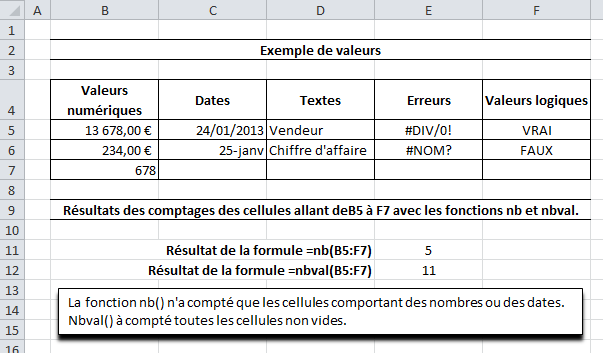 A B C D E F
1
2 Exemple de valeurs
3
4 Valeurs numériques Dates Textes Erreurs Valeurs logiques
5 13 678,00 € 24/01/2013 Vendeur #DIV/0! VRAI
6 234,00 € 25-janv Chiffre d'affaire #NOM? FAUX
7 678
8
9 Résultats des comptages des cellules allant deB5 à F7 avec les fonctions nb et nbval.
10
11 Résultat de la formule =nb(B5:F7) 5
12 Résultat de la formule =nbval(B5:F7) 11
13
14 La fonction nb() n'a compté que les cellules comportant des nombres ou des dates.
15 Nbval() à compté toutes les cellules non vides.
16